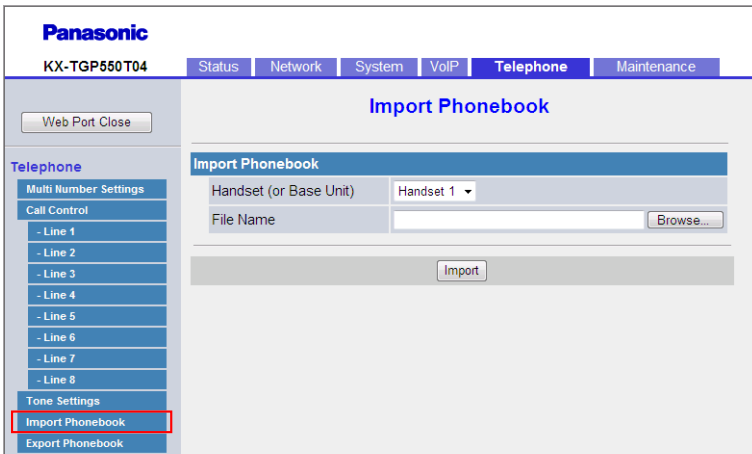 Panasonic
KX-TGP550T04
Status Network System VoIP Telephone Maintenance
Web Port Close
Telephone
Multi Number Settings
Call Control
- Line 1
- Line 2
- Line 3
- Line 4
- Line 5
- Line 6
- Line 7
- Line 8
Tone Settings
Import Phonebook
Export Phonebook
Import Phonebook
Import Phonebook
Handset (or Base Unit) Handset 1
File Name Browse...
Import